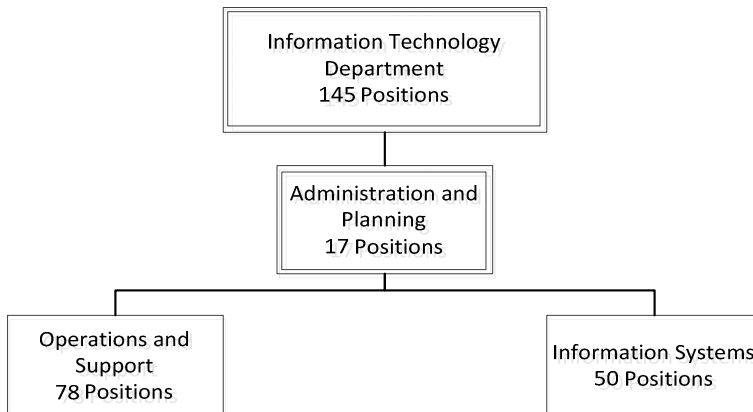 Information Technology
Department
145 Positions
Administration and
Planning
17 Positions
Operations and
Support
78 Positions
Information Systems
50 Positions